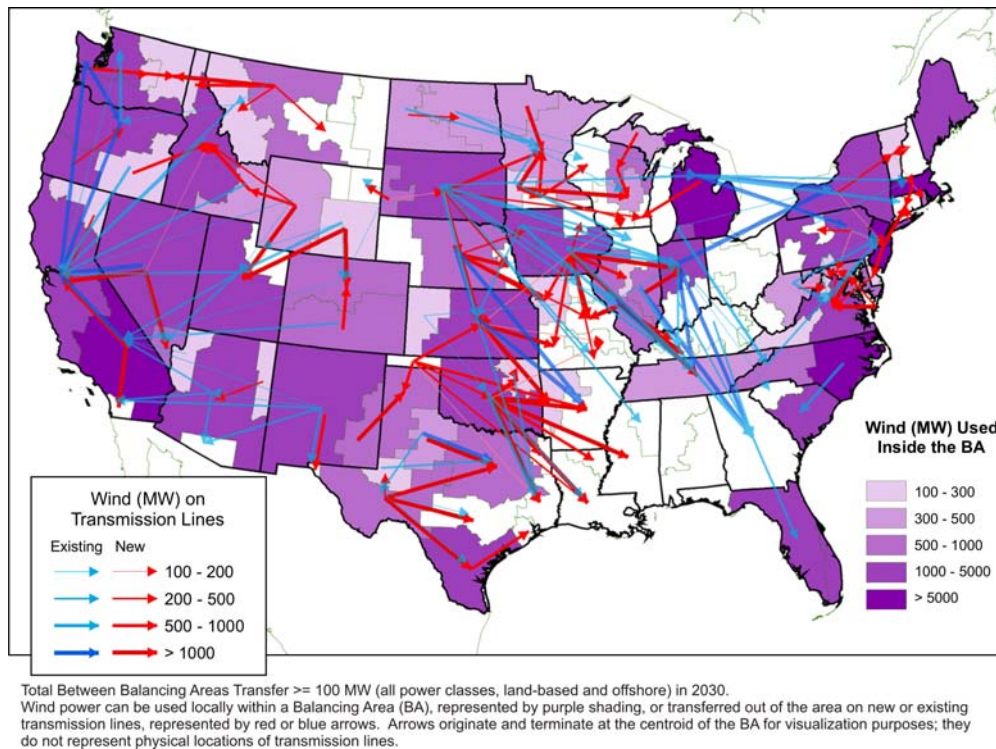 Wind (MW) Used
Inside the BA
100 - 300
300 - 500
500 - 1000
1000 - 5000
> 5000
Wind (MW) on
Transmission Lines
Existing New
100 - 200
200 - 500
500 - 1000
> 1000
Total Between Balancing Areas Transfer >= 100 MW (all power classes, land-based and offshore) in 2030.
Wind power can be used locally within a Balancing Area (BA), represented by purple shading, or transferred out of the area on new or existing
transmission lines, represented by red or blue arrows. Arrows originate and terminate at the centroid of the BA for visualization purposes; they
do not represent physical locations of transmission lines.